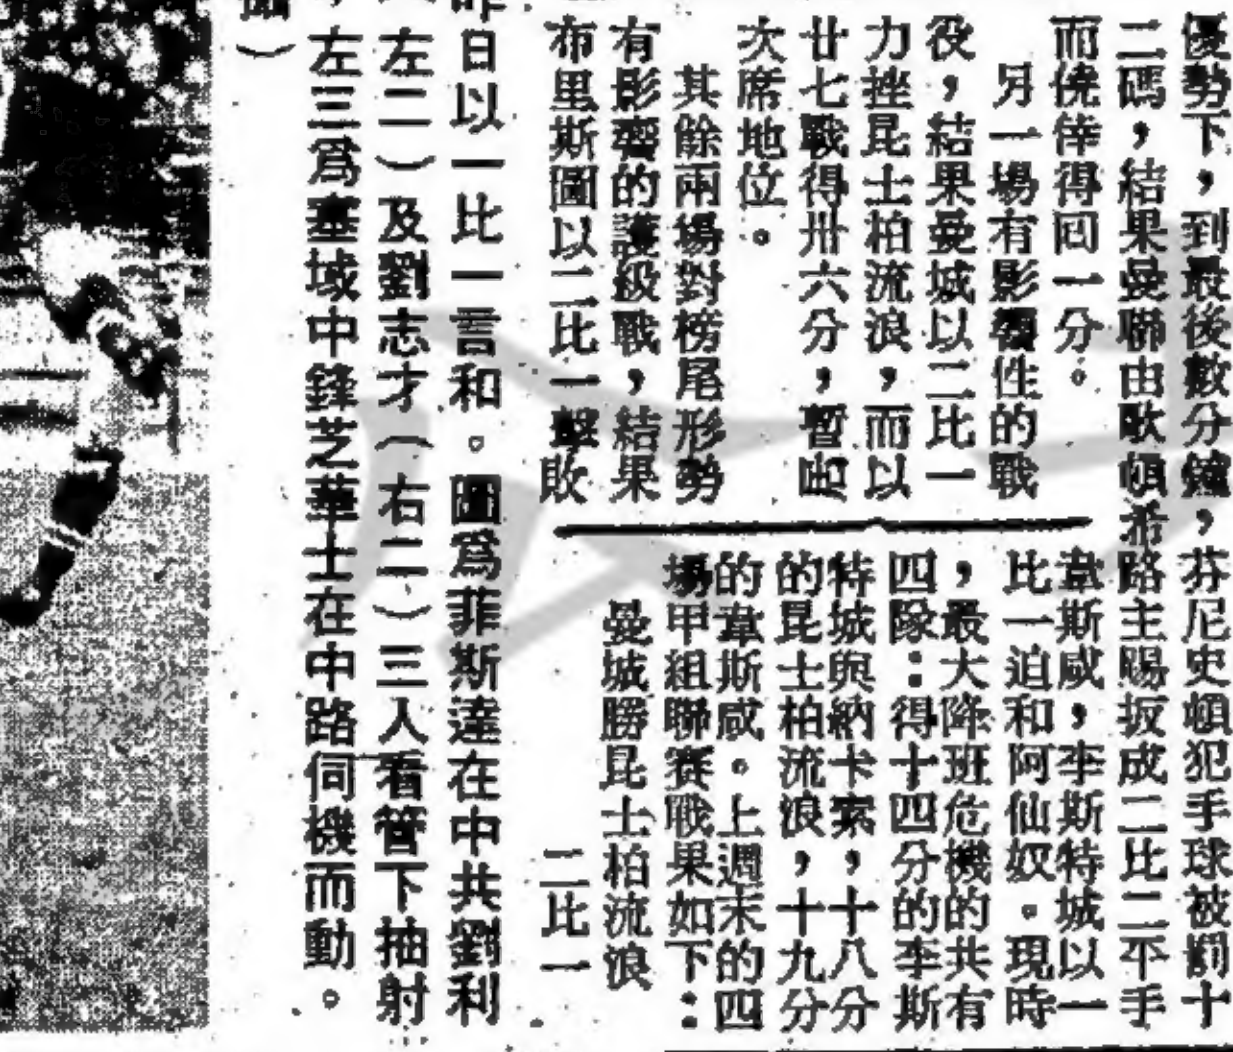 優勢下，到最後數分鐘，芬尼史頓犯手球被罰十
二碼，結果曼聯由歌頓希路主賜扳成二比二平手
而僥倖得囘一分。
另一場有影響性的戰
役，結果曼城以二比一
力挫昆士柏流浪，而以
廿七戰得卅六分，暫
次席地位。
其餘兩場對榜尾形勢
有影響的護級戰，結果
布里斯圖以二比一擊敗
韋斯咸，李斯特城以一
比一迫和阿仙奴。現時
，最大降班危機的共有
四隊：得十四分的李斯
特城與納卡素，十八分
的昆士柏流浪，十九分
的韋斯咸。上週末的四
場甲組聯賽戰果如下：
曼城勝昆士柏流浪
二比一
日以一比一言和。圖爲菲斯達在中共劉利
左二）及劉志才（右二）三人看管下抽射
，左三爲塞域中鋒芝華士在中路伺機而動。
）